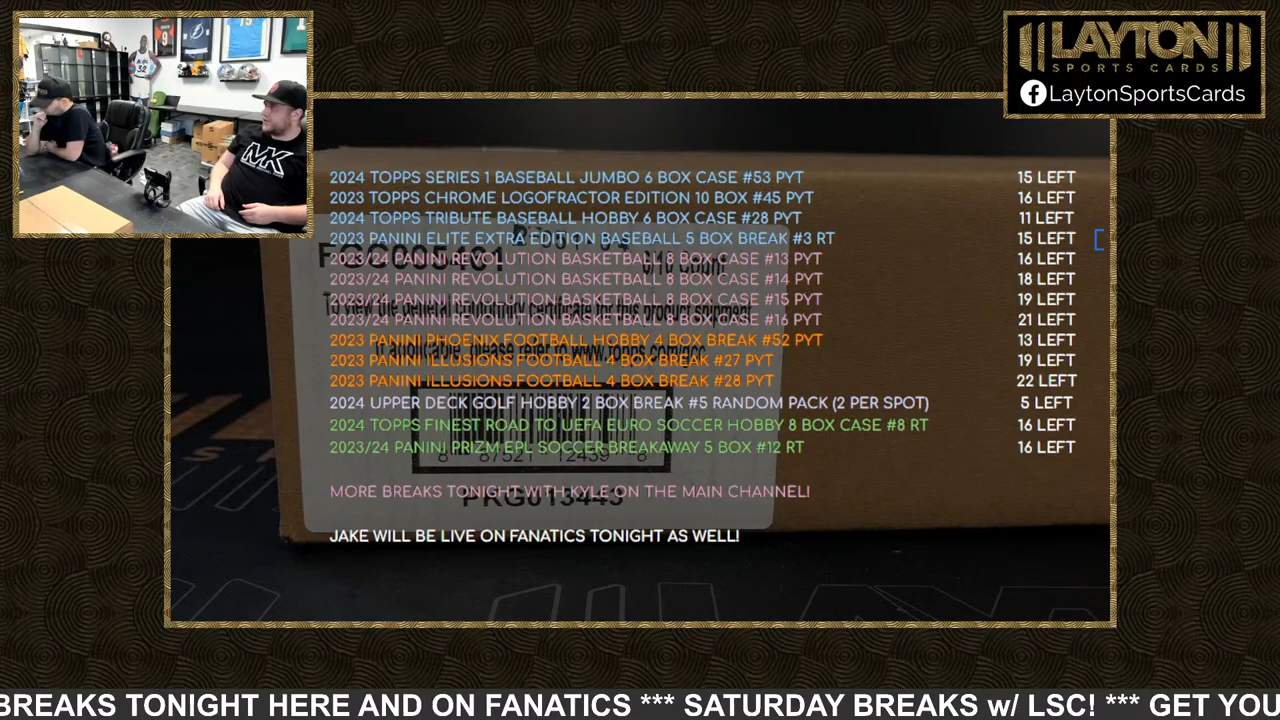 LAYTON
SPORTS CARDS
LaytonSportsCards
MK
32
9
2024 TOPPS SERIES 1 BASEBALL JUMBO 6 BOX CASE #53 PYT 15 LEFT
2023 TOPPS CHROME LOGOFRACTOR EDITION 10 BOX #45 PYT 16 LEFT
2024 TOPPS TRIBUTE BASEBALL HOBBY 6 BOX CASE #28 PYT 11 LEFT
2023 PANINI ELITE EXTRA EDITION BASEBALL 5 BOX BREAK #3 RT 15 LEFT
2023/24 PANINI REVOLUTION BASKETBALL 8 BOX CASE #13 PYT 16 LEFT
2023/24 PANINI REVOLUTION BASKETBALL 8 BOX CASE #14 PYT 18 LEFT
2023/24 PANINI REVOLUTION BASKETBALL 8 BOX CASE #15 PYT 19 LEFT
2023/24 PANINI REVOLUTION BASKETBALL 8 BOX CASE #16 PYT 21 LEFT
2023 PANINI PHOENIX FOOTBALL HOBBY 4 BOX BREAK #52 PYT 13 LEFT
2023 PANINI ILLUSIONS FOOTBALL 4 BOX BREAK #27 PYT 19 LEFT
2023 PANINI ILLUSIONS FOOTBALL 4 BOX BREAK #28 PYT 22 LEFT
2024 UPPER DECK GOLF HOBBY 2 BOX BREAK #5 RANDOM PACK (2 PER SPOT) 5 LEFT
2024 TOPPS FINEST ROAD TO UEFA EURO SOCCER HOBBY 8 BOX CASE #8 RT 16 LEFT
2023/24 PANINI PRIZM EPL SOCCER BREAKAWAY 5 BOX #12 RT 16 LEFT
MORE BREAKS TONIGHT WITH KYLE ON THE MAIN CHANNEL!
PKG013443
JAKE WILL BE LIVE ON FANATICS TONIGHT AS WELL!
BREAKS TONIGHT HERE AND ON FANATICS *** SATURDAY BREAKS w/ LSC! *** GET YOU